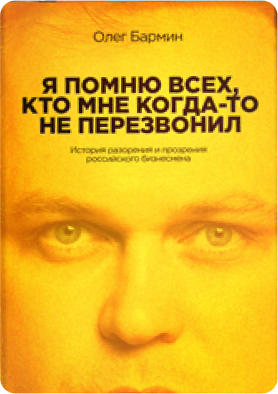 Олег Бармин
Я ПОМНЮ ВСЕХ,
КТО МНЕ КОГДА-ТО
НЕ ПЕРЕЗВОНИЛ
История разорения и прозрения
российского бизнесмена